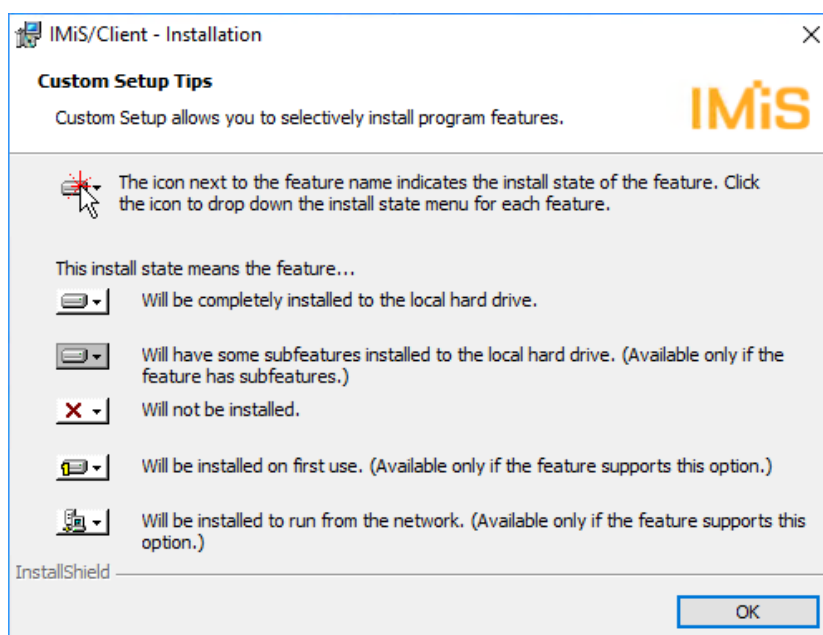 IMiS/Client - Installation
Custom Setup Tips
Custom Setup allows you to selectively install program features.
IMiS
The icon next to the feature name indicates the install state of the feature. Click
the icon to drop down the install state menu for each feature.
This install state means the feature...
Will be completely installed to the local hard drive.
Will have some subfeatures installed to the local hard drive. (Available only if the
feature has subfeatures.)
Will not be installed.
Will be installed on first use. (Available only if the feature supports this option.)
Will be installed to run from the network. (Available only if the feature supports this
option.)
InstallShield
OK